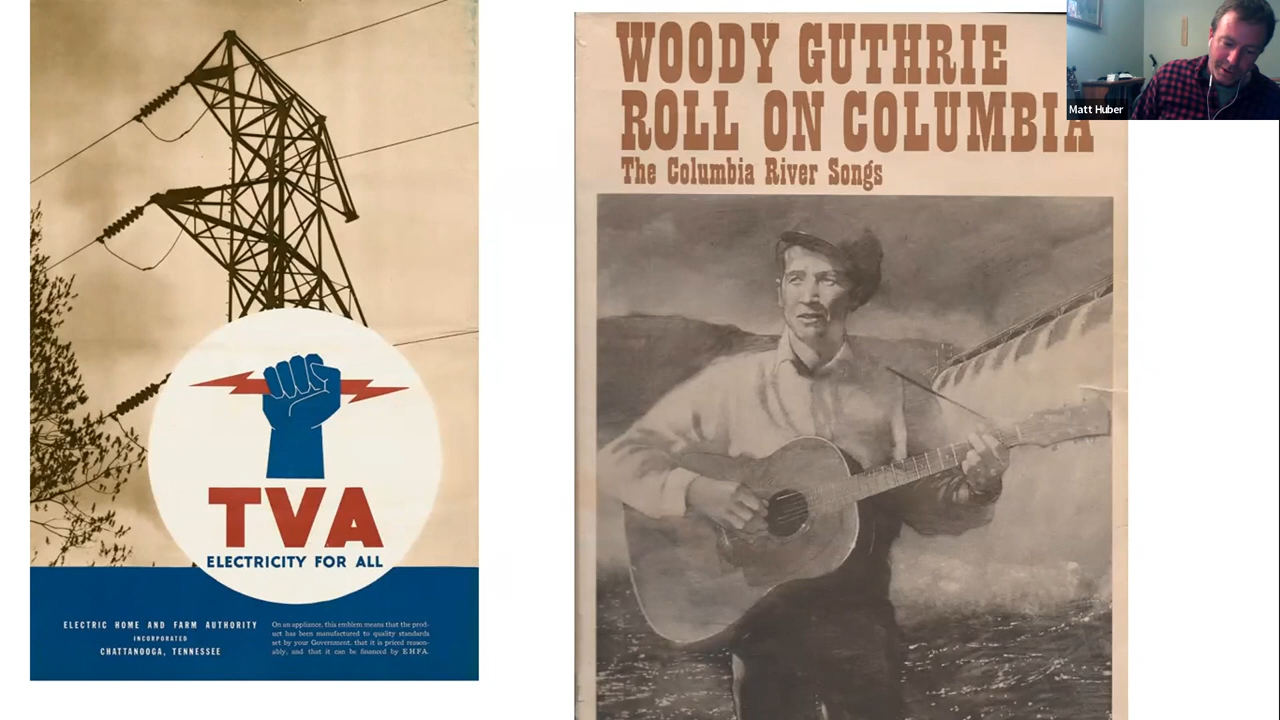 TVA
ELECTRICITY FOR ALL
ELECTRIC HOME AND FARM AUTHORITY
INCORPORATED
CHATTANOOGA, TENNESSEE
On an appliance, this emblem means that the prod-
uct has been manufactured to quality standards
set by your Government, that it is priced reason-
ably, and that it can be financed by EHFA.
WOODY GUTHRIE
ROLL ON COLUMBIA
The Columbia River Songs
Matt Huber